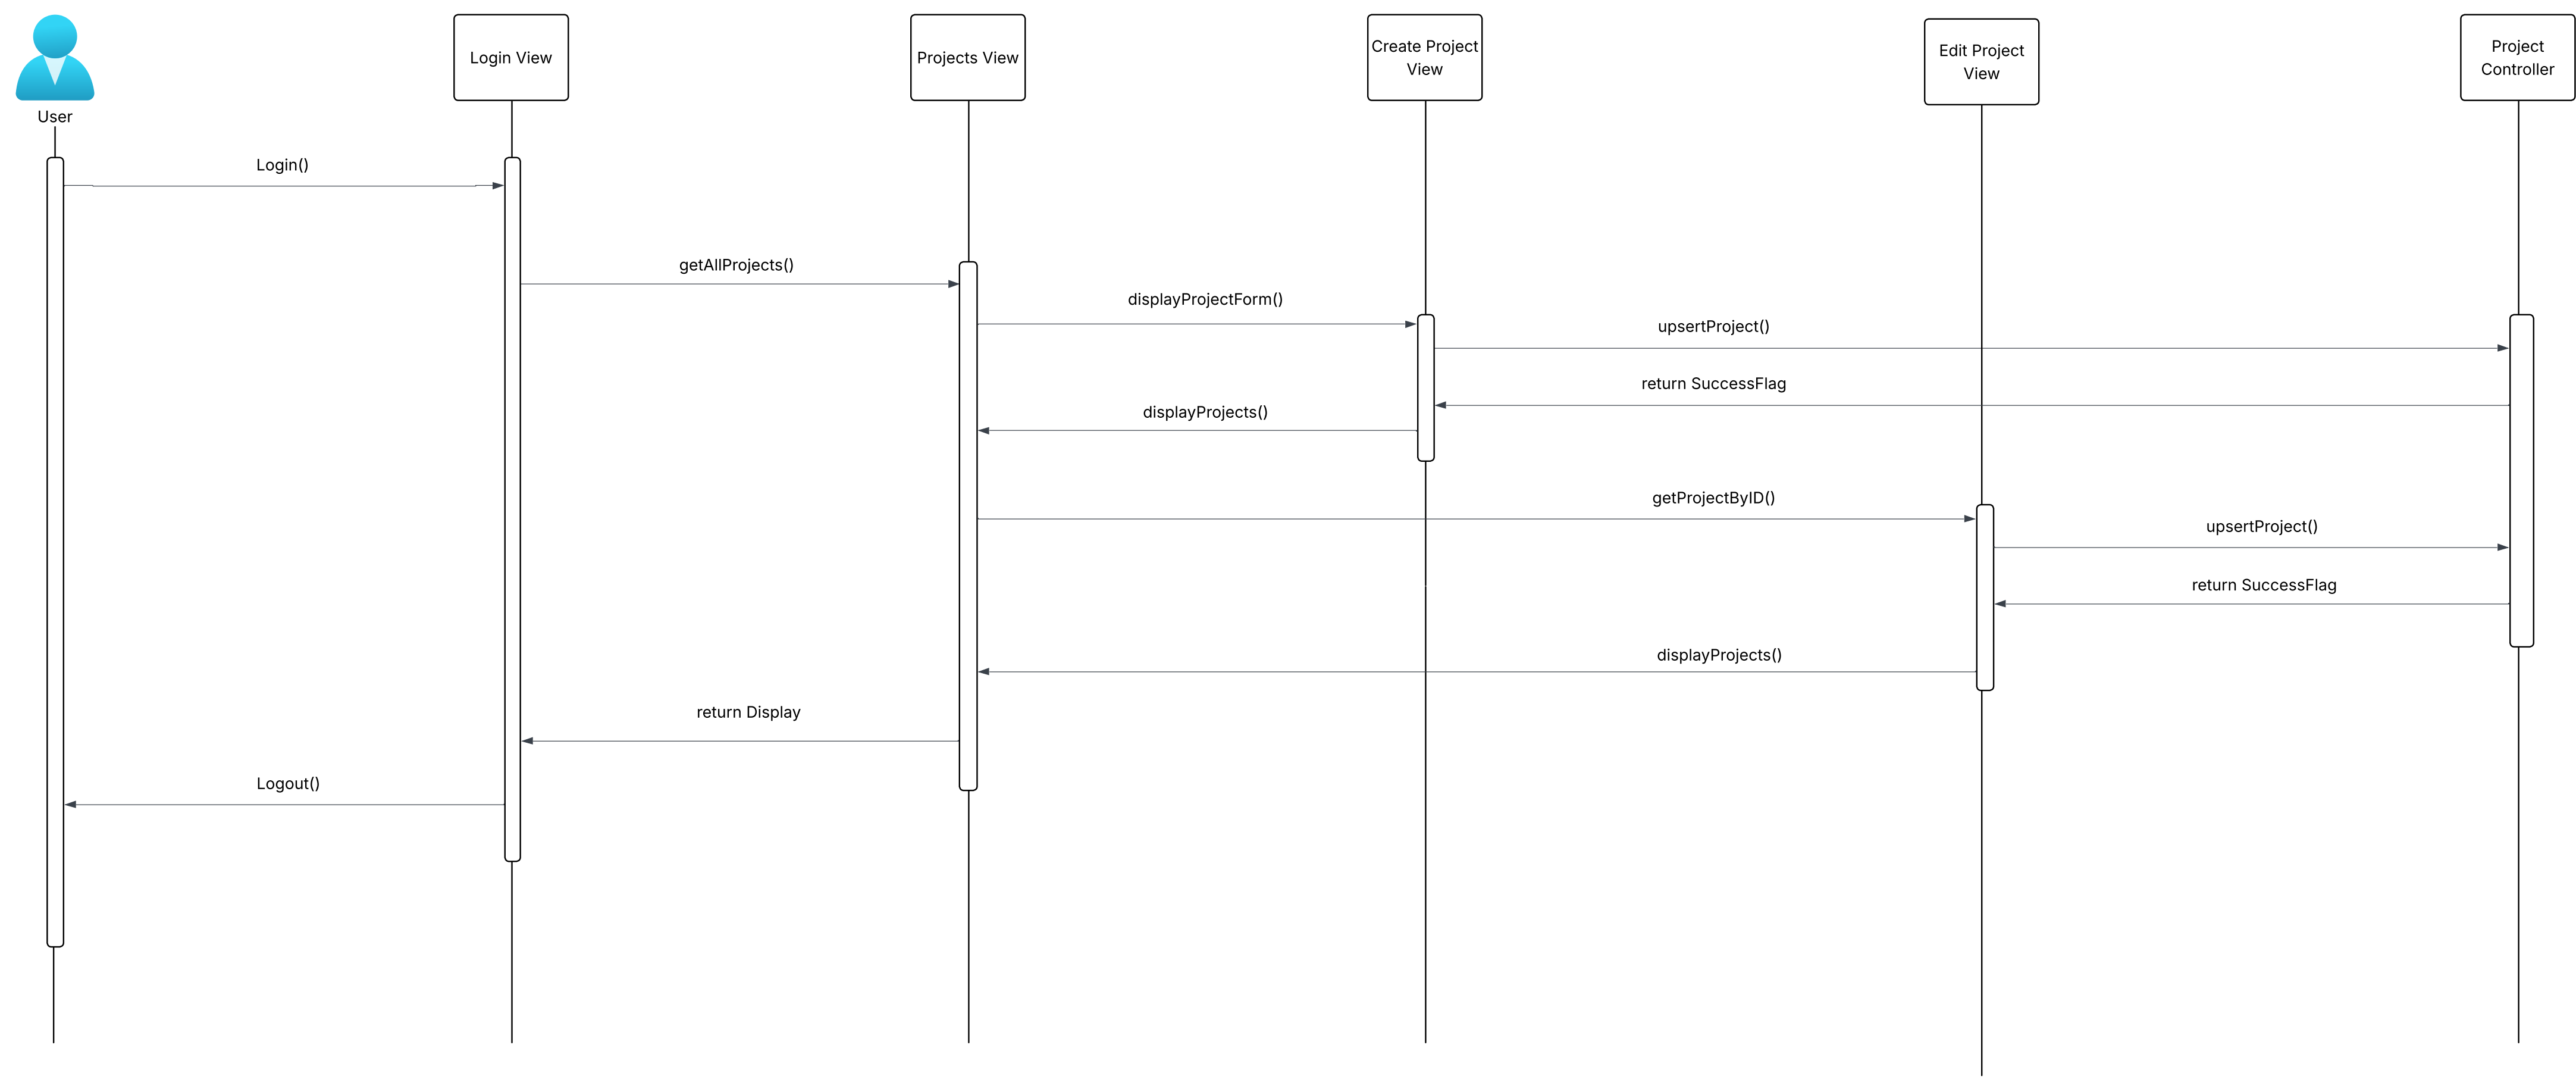 User
Login View
Projects View
Create Project
View
Edit Project
View
Project
Controller
Login()
getAllProjects()
displayProjectForm()
upsertProject()
return SuccessFlag
displayProjects()
getProjectByID()
upsertProject()
return SuccessFlag
displayProjects()
return Display
Logout()